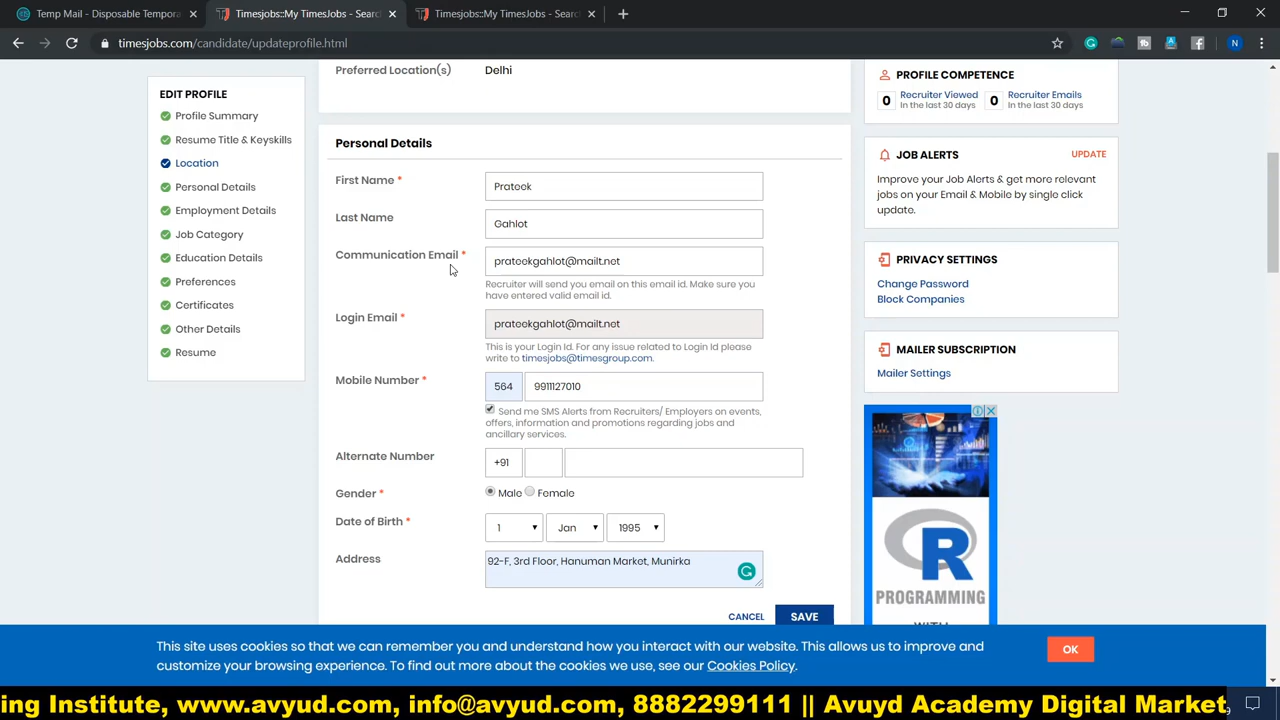 Temp Mail - Disposable Tempora
Timesjobs::My TimesJobs - Searc
Timesjobs::My TimesJobs - Searc
timesjobs.com/candidate/updateprofile.html
N
EDIT PROFILE
Profile Summary
Resume Title & Keyskills
Location
Personal Details
Employment Details
Job Category
Education Details
Preferences
Certificates
Other Details
Resume
Preferred Location(s) Delhi
Personal Details
First Name * Prateek
Last Name Gahlot
Communication Email * prateekgahlot@mailt.net
Recruiter will send you email on this email id. Make sure you
have entered valid email id.
Login Email * prateekgahlot@mailt.net
This is your Login Id. For any issue related to Login Id please
write to timesjobs@timesgroup.com.
Mobile Number * 564 9911127010
Send me SMS Alerts from Recruiters/ Employers on events,
offers, information and promotions regarding jobs and
ancillary services.
Alternate Number +91
Gender * Male Female
Date of Birth * 1 Jan 1995
Address 92-F, 3rd Floor, Hanuman Market, Munirka
CANCEL SAVE
PROFILE COMPETENCE
0 Recruiter Viewed 0 Recruiter Emails
In the last 30 days In the last 30 days
JOB ALERTS UPDATE
Improve your Job Alerts & get more relevant
jobs on your Email & Mobile by single click
update.
PRIVACY SETTINGS
Change Password
Block Companies
MAILER SUBSCRIPTION
Mailer Settings
R
PROGRAMMING
WITH
This site uses cookies so that we can remember you and understand how you interact with our website. This allows us to improve and
customize your browsing experience. To find out more about the cookies we use, see our Cookies Policy.
OK
ing Institute, www.avyud.com, info@avyud.com, 8882299111 || Avuyd Academy Digital Market